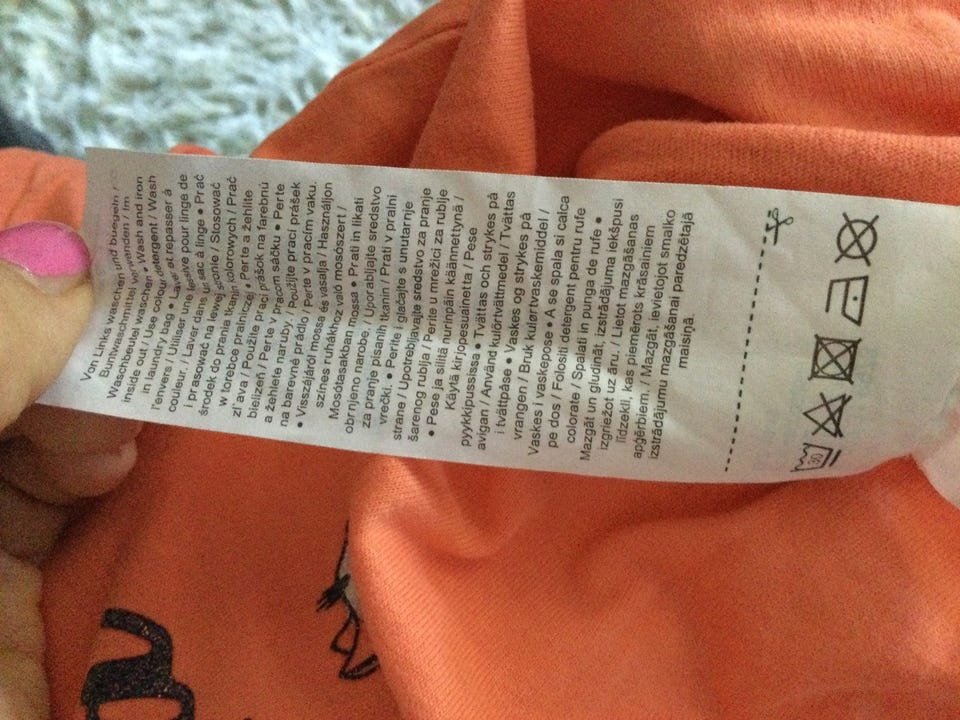 Von Links waschen und bügeln /
Buntwaschmittel verwenden / Im
Waschbeutel waschen • Wash and iron
inside out / Use colour detergent / Wash
in laundry bag • Laver et repasser à
l'envers / Utiliser une lessive pour linge de
couleur. / Laver dans un sac à linge • Prać
i prasować na lewej stronie / Stosować
środek do prania tkanin kolorowych / Prać
w torebce pralniczej • Perte a žehlite
zľava / Použite prací prášok na farebnú
bielizeň / Perte v pracom sáčku • Perte
a žehlete naruby. / Použijte prací prášek
na barevné prádlo / Perte v pracím vaku.
• Visszájáról mossa és vasalja / Használjon
színes ruhákhoz való mosószert /
Mosótasakban mossa • Prati in likati
obrnjeno narobe. / Uporabljajte sredstvo
za pranje pisanih tkanin / Prati v pralni
vrečki. • Perite i glačajte s unutarnje
strane / Upotrebljavajte sredstvo za pranje
šarenog rublja / Perite u mrežici za rublje
• Pese ja silitä nurinpäin käännettynä /
Käytä kirjopesuainetta / Pese
pyykkipussissa • Tvättas och strykes på
avigan / Använd kulörtvättmedel / Tvättas
i tvättpåse • Vaskes og strykes på
vrangen / Bruk kulørtvaskemiddel /
Vaskes i vaskepose • A se spala si calca
pe dos / Folositi detergent pentru rufe
colorate / Spalati in punga de rufe •
Mazgāt un gludināt, izstrādājuma iekšpusi
izgriežot uz āru. / Lietot mazgāšanas
līdzekli, kas piemērots krāsainiem
apģērbiem. / Mazgāt, ievietojot smalko
izstrādājumu mazgāšanai paredzētajā
maisiņā.
30